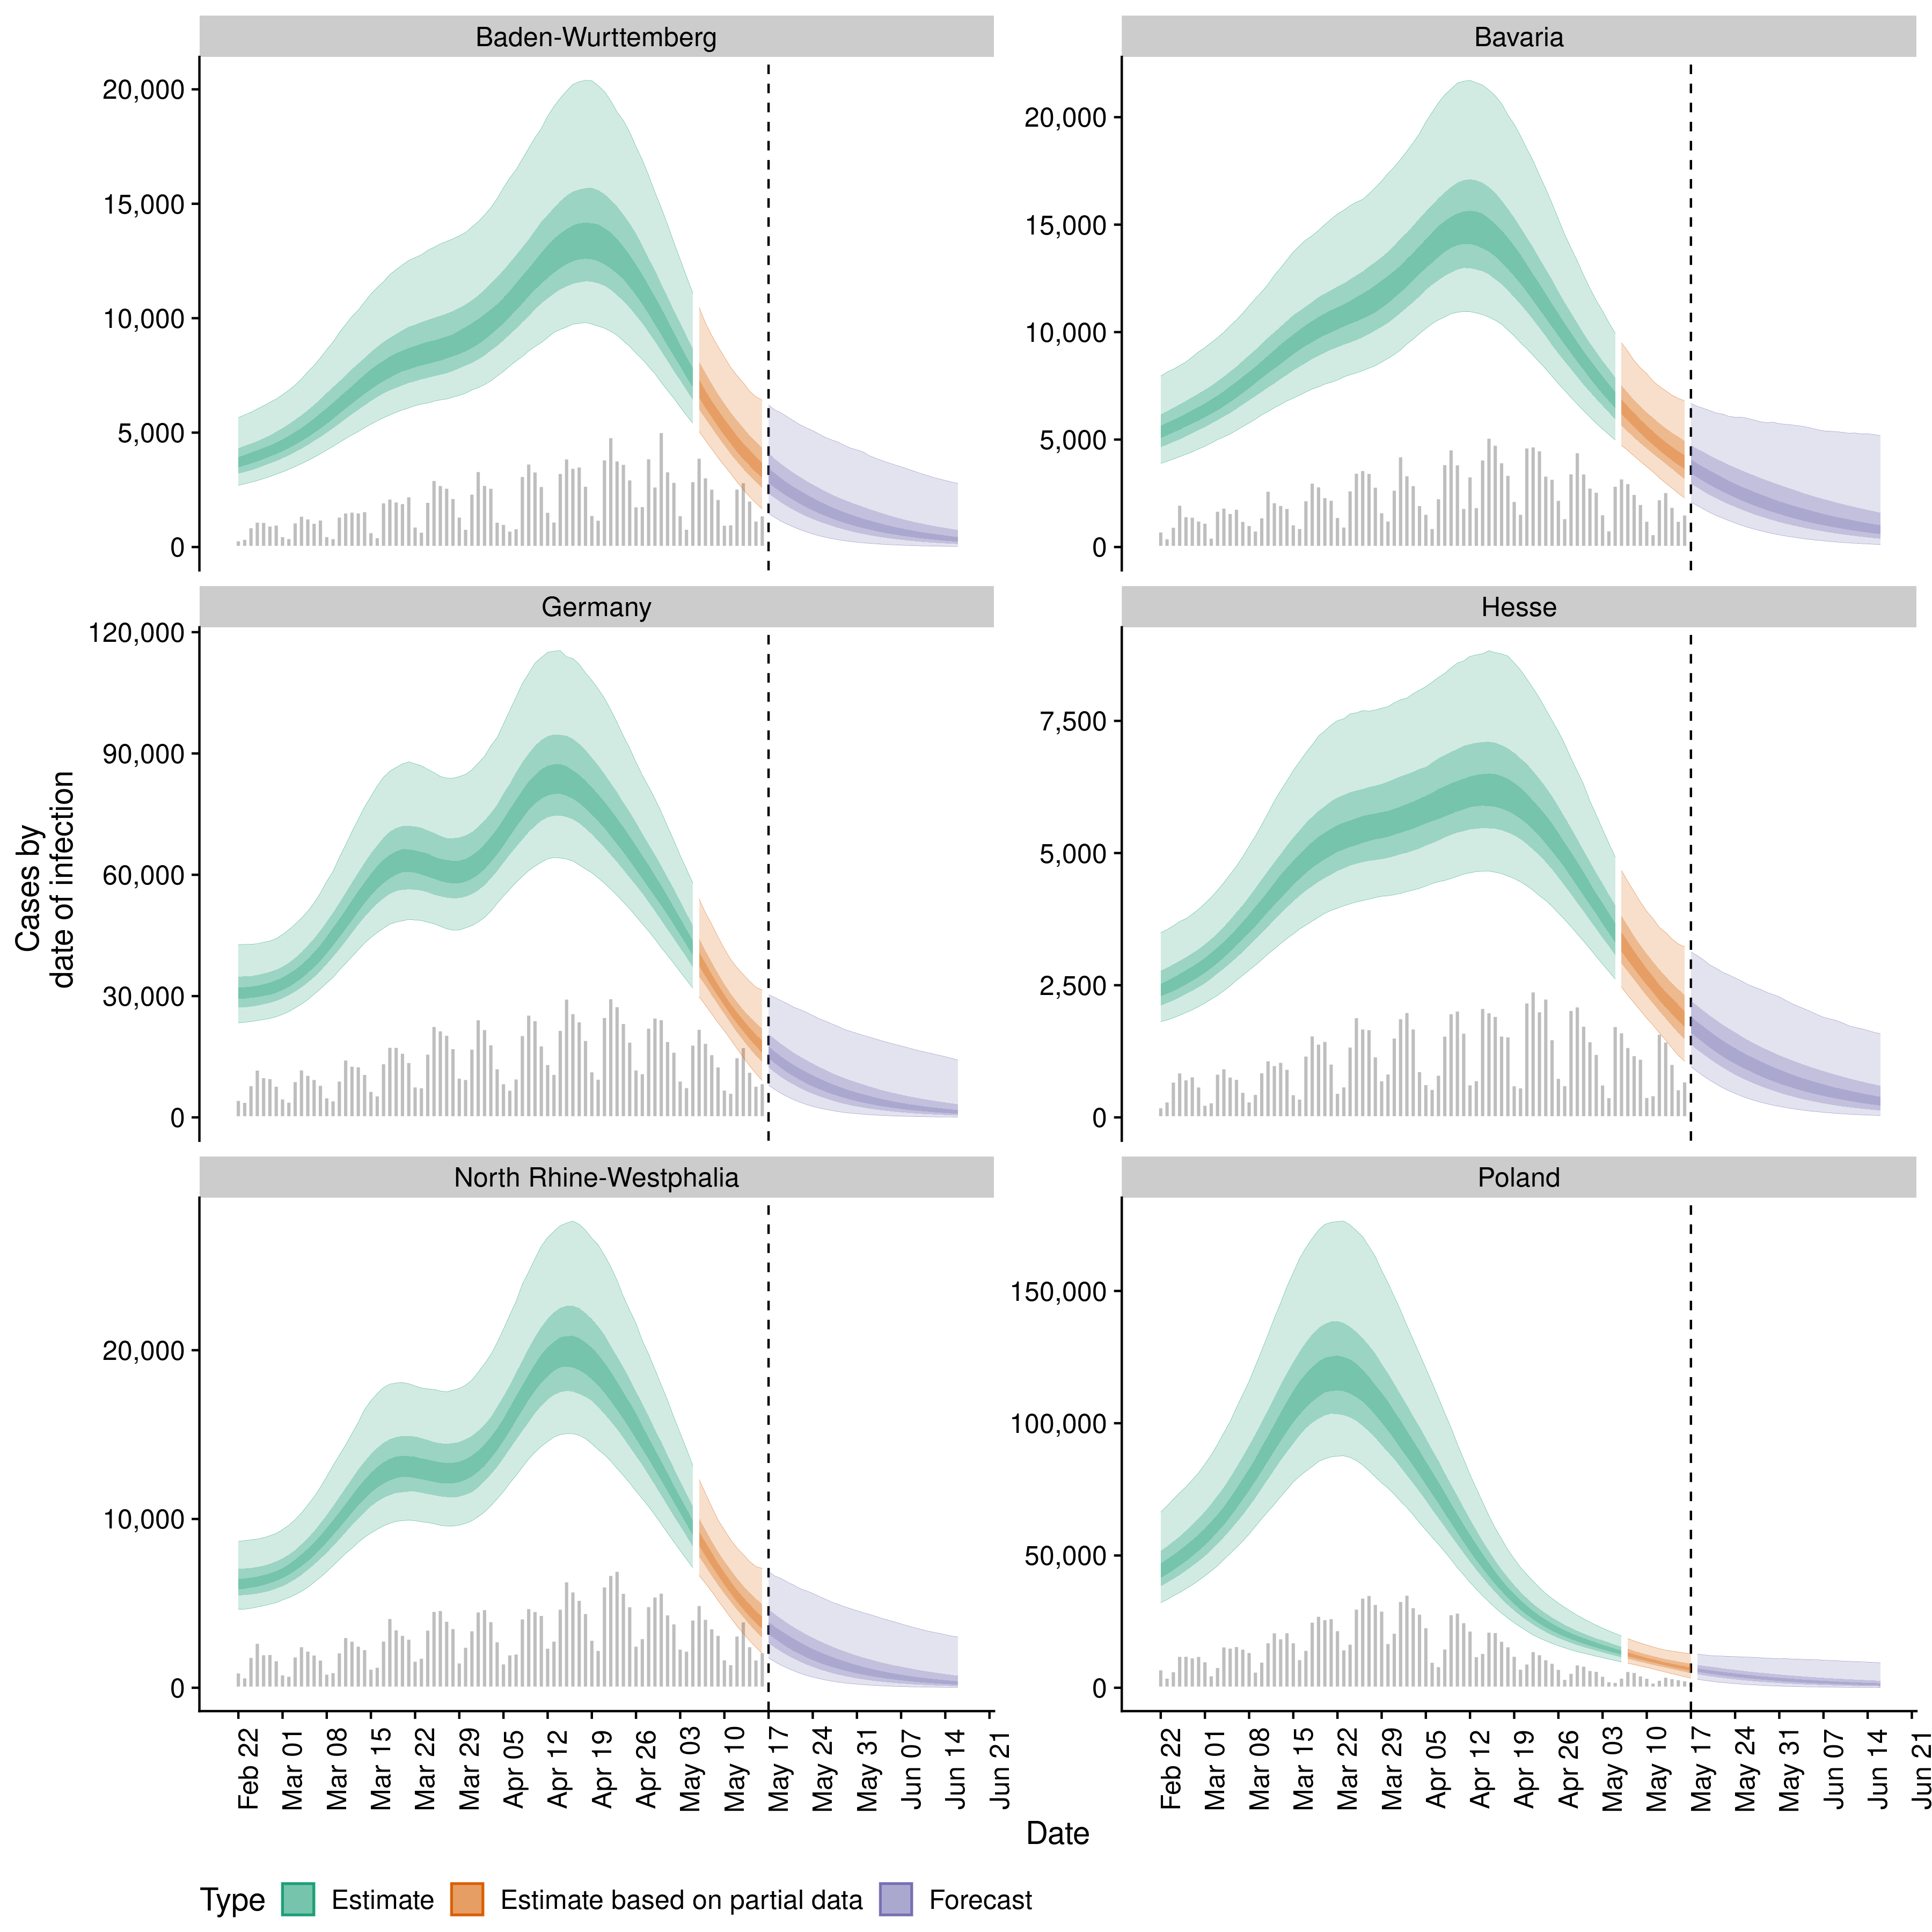 Baden-Wurttemberg
Bavaria
20,000
15,000
10,000
5,000
0
20,000
15,000
10,000
5,000
0
Germany
Hesse
120,000
90,000
60,000
30,000
0
7,500
5,000
2,500
0
North Rhine-Westphalia
Poland
20,000
10,000
0
150,000
100,000
50,000
0
Cases by
date of infection
Feb 22
Mar 01
Mar 08
Mar 15
Mar 22
Mar 29
Apr 05
Apr 12
Apr 19
Apr 26
May 03
May 10
May 17
May 24
May 31
Jun 07
Jun 14
Jun 21
Feb 22
Mar 01
Mar 08
Mar 15
Mar 22
Mar 29
Apr 05
Apr 12
Apr 19
Apr 26
May 03
May 10
May 17
May 24
May 31
Jun 07
Jun 14
Jun 21
Date
Type Estimate Estimate based on partial data Forecast